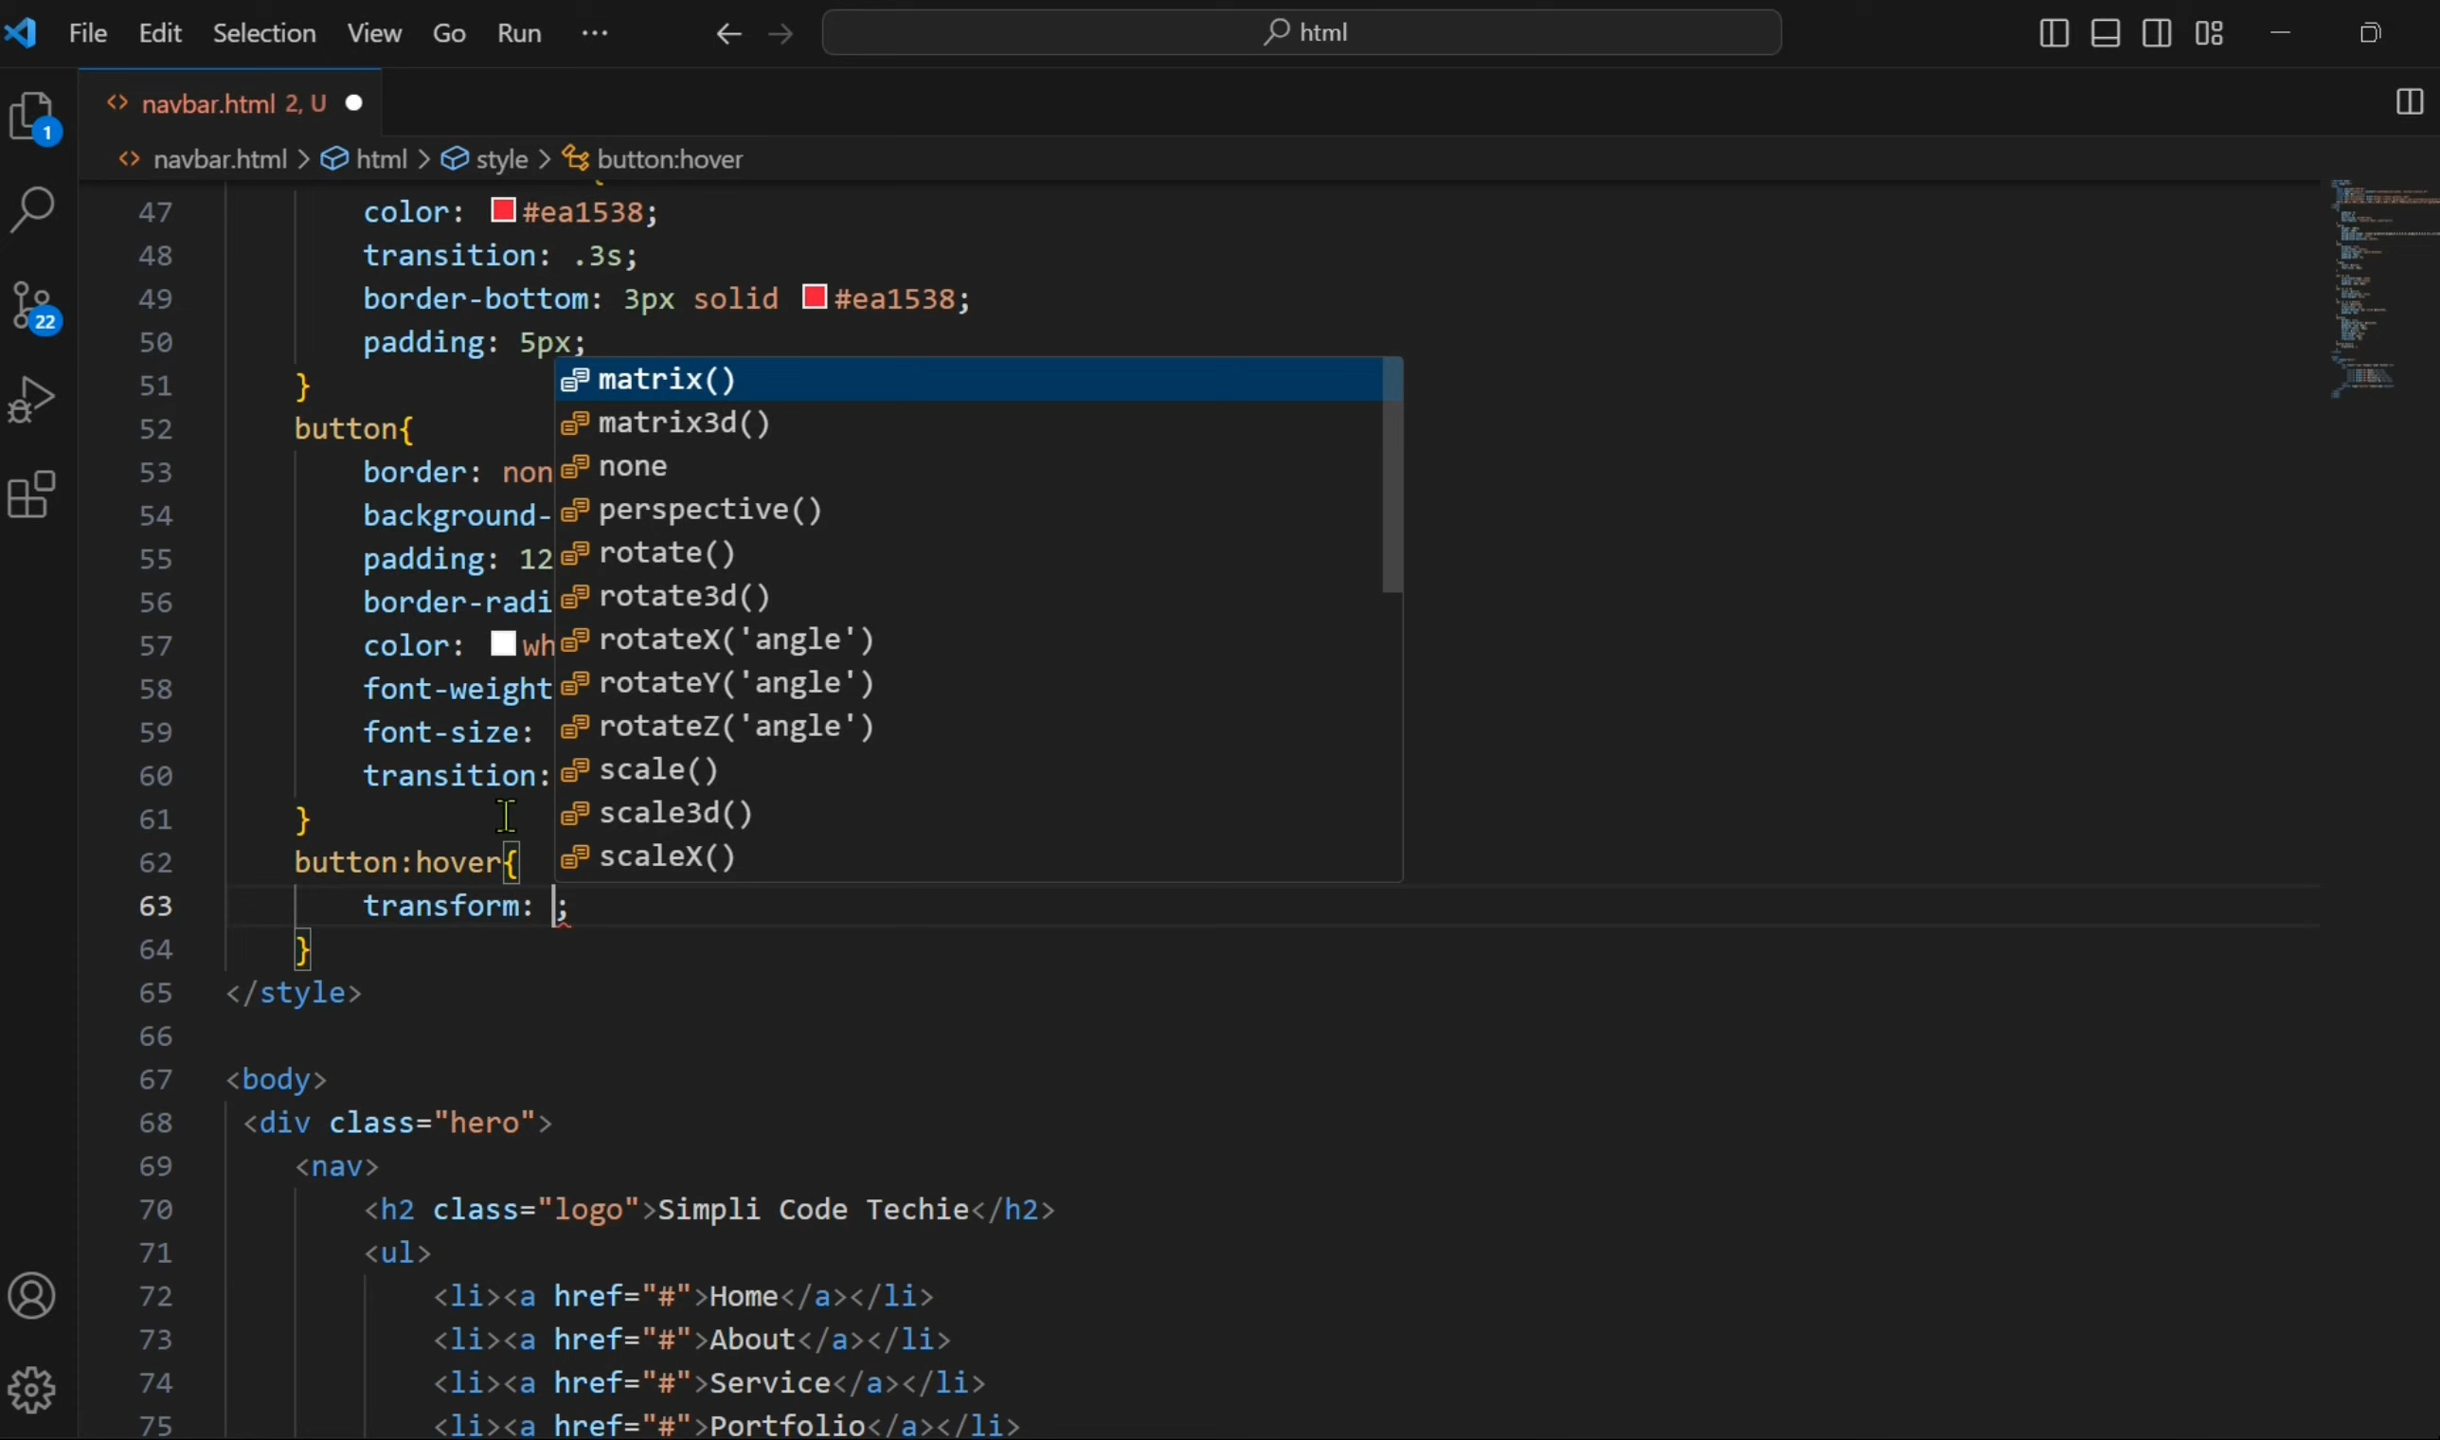 File Edit Selection View Go Run ··· ← → html
navbar.html 2, U
navbar.html > html > style > button:hover
1
22
47 color: #ea1538;
48 transition: .3s;
49 border-bottom: 3px solid #ea1538;
50 padding: 5px;
51 }
52 button{
53 border: non
54 background-
55 padding: 12
56 border-radi
57 color: wh
58 font-weight
59 font-size:
60 transition:
61 }
62 button:hover{
63 transform: ;
64 }
65 </style>
66
67 <body>
68 <div class="hero">
69 <nav>
70 <h2 class="logo">Simpli Code Techie</h2>
71 <ul>
72 <li><a href="#">Home</a></li>
73 <li><a href="#">About</a></li>
74 <li><a href="#">Service</a></li>
75 <li><a href="#">Portfolio</a></li>
matrix()
matrix3d()
none
perspective()
rotate()
rotate3d()
rotateX('angle')
rotateY('angle')
rotateZ('angle')
scale()
scale3d()
scaleX()